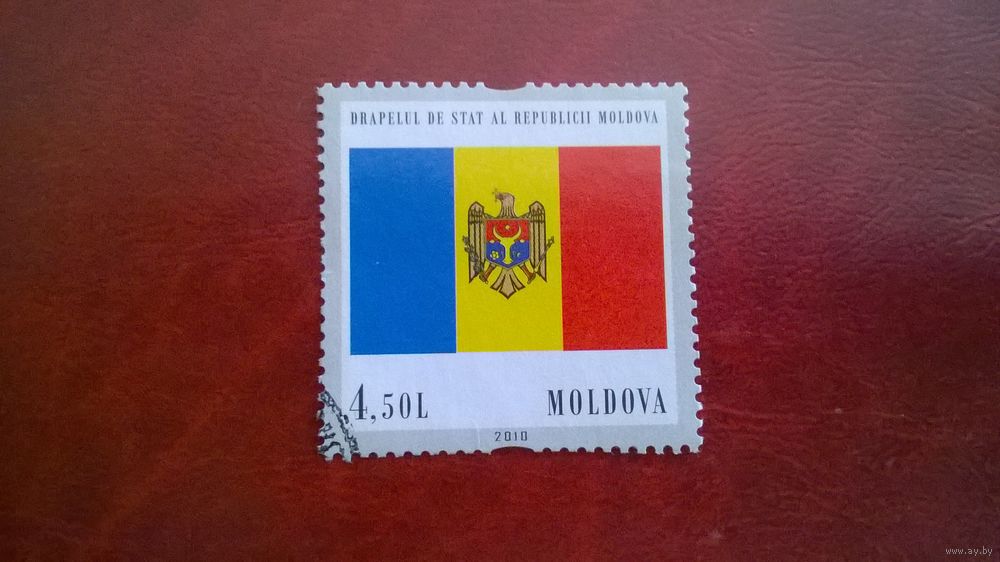 DRAPELUL DE STAT AL REPUBLICII MOLDOVA
4,50L MOLDOVA
2010
www.ay.by